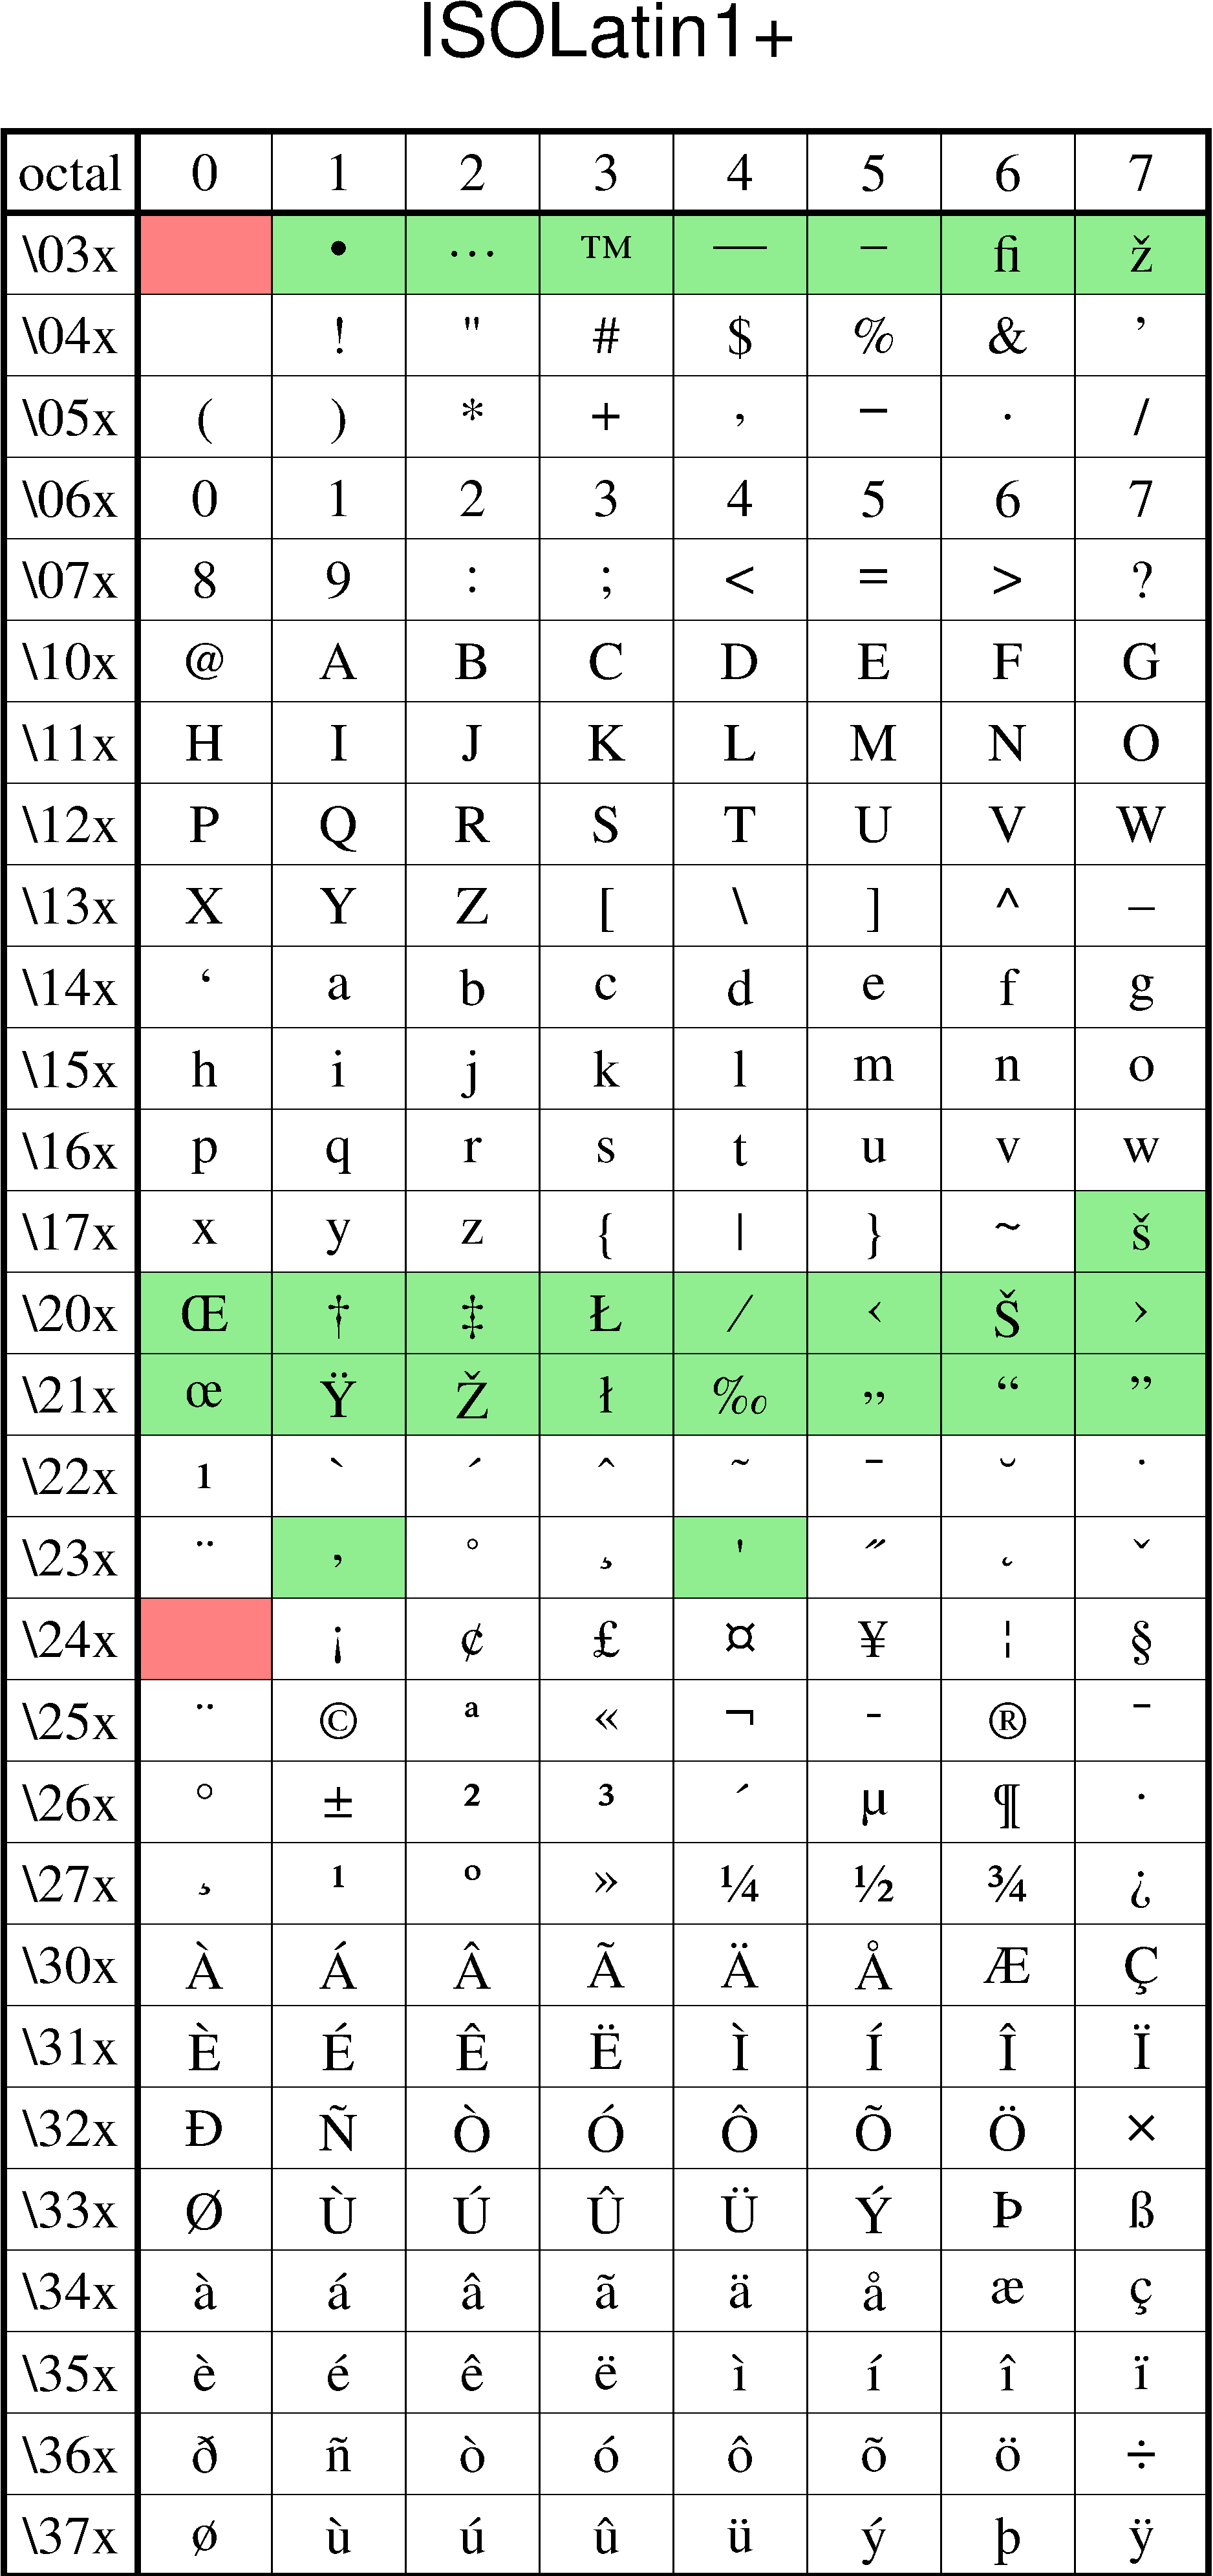 ISOLatin1+
octal 0 1 2 3 4 5 6 7
\03x • … ™ — – ﬁ ž
\04x ! " # $ % & ’
\05x ( ) * + , − . /
\06x 0 1 2 3 4 5 6 7
\07x 8 9 : ; < = > ?
\10x @ A B C D E F G
\11x H I J K L M N O
\12x P Q R S T U V W
\13x X Y Z [ \ ] ^ _
\14x ‘ a b c d e f g
\15x h i j k l m n o
\16x p q r s t u v w
\17x x y z { | } ~ š
\20x Œ † ‡ Ł ⁄ ‹ Š ›
\21x œ Ÿ Ž ł ‰ „ “ ”
\22x ı ` ´ ˆ ˜ ¯ ˘ ˙
\23x ¨ ‚ ° ¸ ' ˝ ˛ ˇ
\24x ¡ ¢ £ ¤ ¥ ¦ §
\25x ¨ © ª « ¬ - ® ¯
\26x ° ± ² ³ ´ µ ¶ ·
\27x ¸ ¹ º » ¼ ½ ¾ ¿
\30x À Á Â Ã Ä Å Æ Ç
\31x È É Ê Ë Ì Í Î Ï
\32x Ð Ñ Ò Ó Ô Õ Ö ×
\33x Ø Ù Ú Û Ü Ý Þ ß
\34x à á â ã ä å æ ç
\35x è é ê ë ì í î ï
\36x ð ñ ò ó ô õ ö ÷
\37x ø ù ú û ü ý þ ÿ